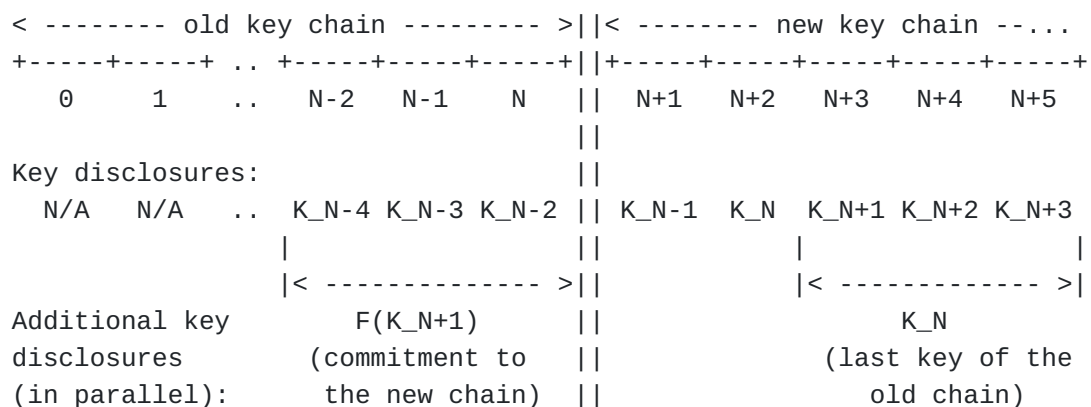 < -------- old key chain --------- >||< -------- new key chain --...
+-----+-----+ .. +-----+-----+-----+||+-----+-----+-----+-----+-----+
   0     1    ..   N-2   N-1    N   ||  N+1   N+2   N+3   N+4   N+5
                                    ||
Key disclosures:                    ||
  N/A   N/A   ..  K_N-4 K_N-3 K_N-2 || K_N-1  K_N  K_N+1 K_N+2 K_N+3
                 |                  ||            |                 |
                 |< -------------- >||            |< ------------- >|
Additional key        F(K_N+1)      ||                  K_N
disclosures        (commitment to   ||             (last key of the
(in parallel):      the new chain)  ||                old chain)